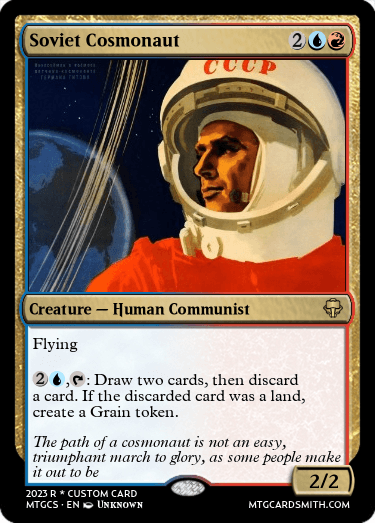 Soviet Cosmonaut 2
СССР
Creature — Human Communist
Flying
2 , : Draw two cards, then discard
a card. If the discarded card was a land,
create a Grain token.
The path of a cosmonaut is not an easy,
triumphant march to glory, as some people make
it out to be
2/2
2023 R * CUSTOM CARD
MTGCS · EN Unknown
MTGCARDSMITH.COM